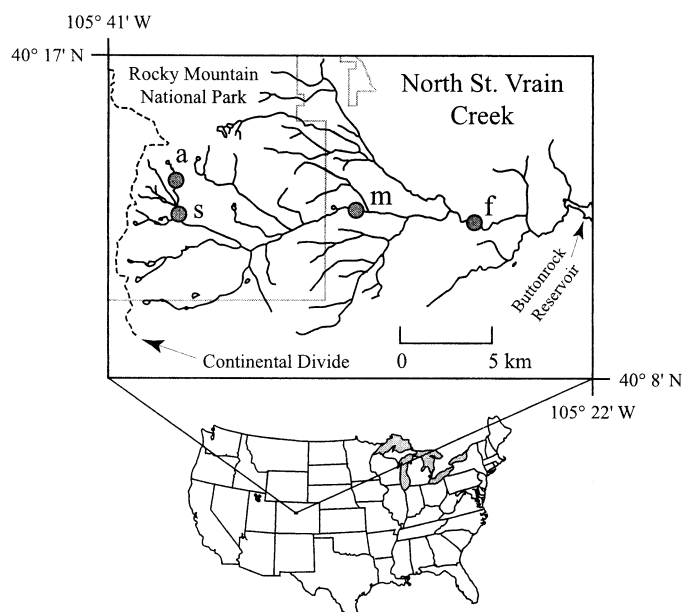 105° 41' W
40° 17' N
Rocky Mountain
National Park
North St. Vrain
Creek
a
s
m
f
Buttonrock
Reservoir
0 5 km
Continental Divide
40° 8' N
105° 22' W